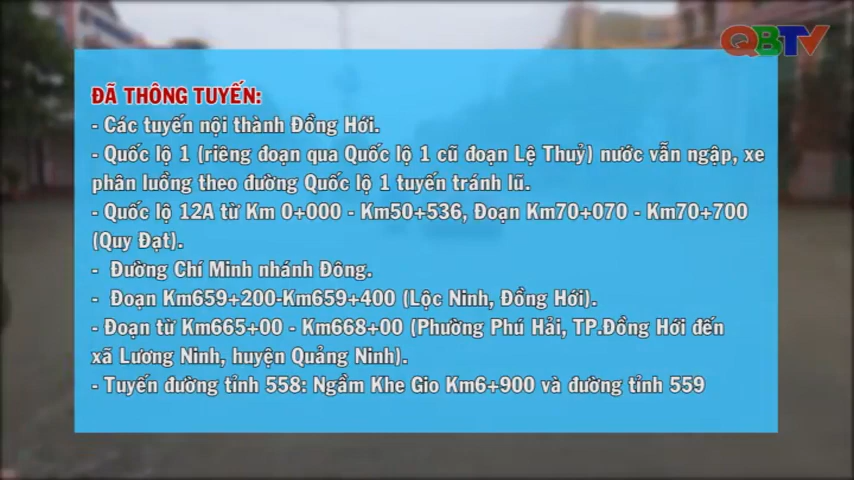 QBTV
ĐÃ THÔNG TUYẾN:
- Các tuyến nội thành Đồng Hới.
- Quốc lộ 1 (riêng đoạn qua Quốc lộ 1 cũ đoạn Lệ Thuỷ) nước vẫn ngập, xe
phân luồng theo đường Quốc lộ 1 tuyến tránh lũ.
- Quốc lộ 12A từ Km 0+000 - Km50+536, Đoạn Km70+070 - Km70+700
(Quy Đạt).
- Đường Chí Minh nhánh Đông.
- Đoạn Km659+200-Km659+400 (Lộc Ninh, Đồng Hới).
- Đoạn từ Km665+00 - Km668+00 (Phường Phú Hải, TP.Đồng Hới đến
xã Lương Ninh, huyện Quảng Ninh).
- Tuyến đường tỉnh 558: Ngầm Khe Gio Km6+900 và đường tỉnh 559